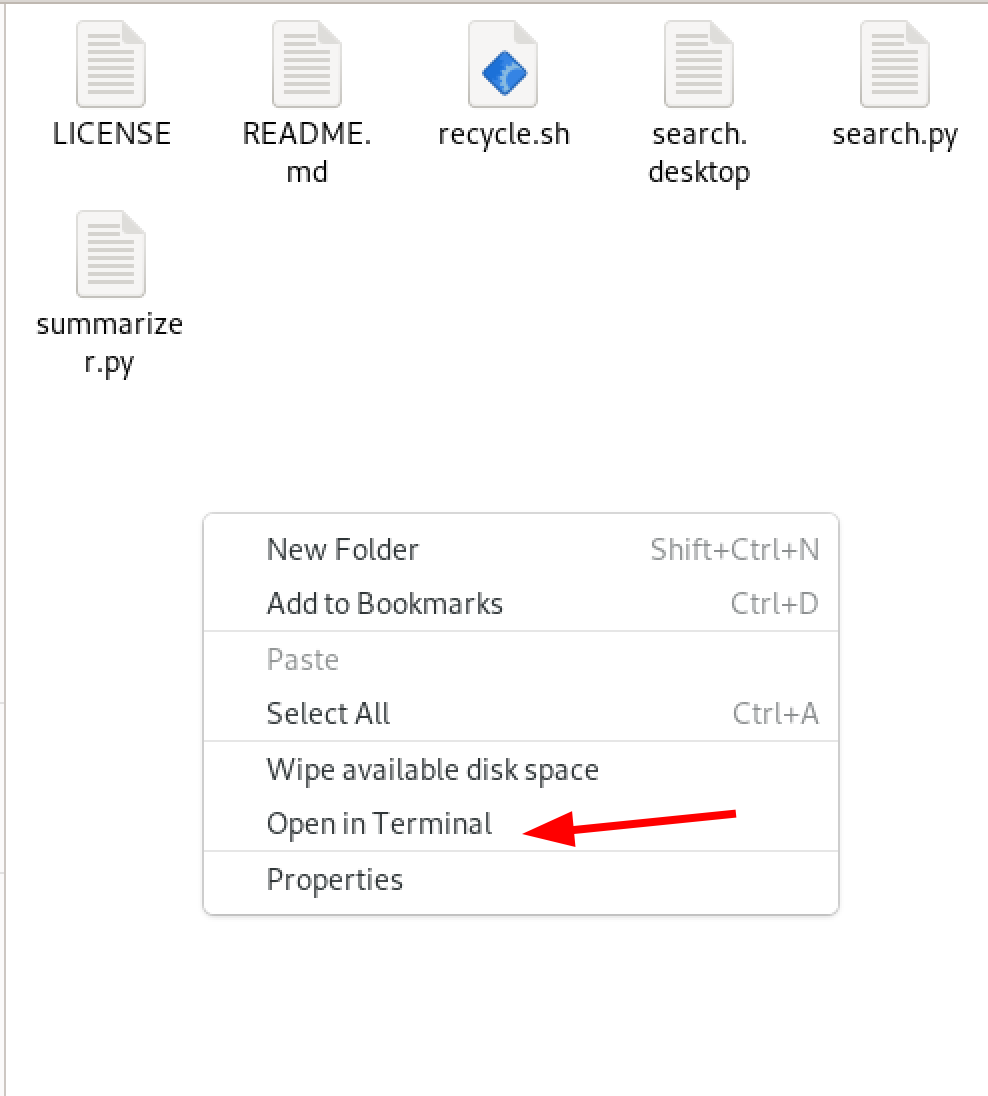 LICENSE
README.
md
recycle.sh
search.
desktop
search.py
summarize
r.py
New Folder Shift+Ctrl+N
Add to Bookmarks Ctrl+D
Paste
Select All Ctrl+A
Wipe available disk space
Open in Terminal
Properties